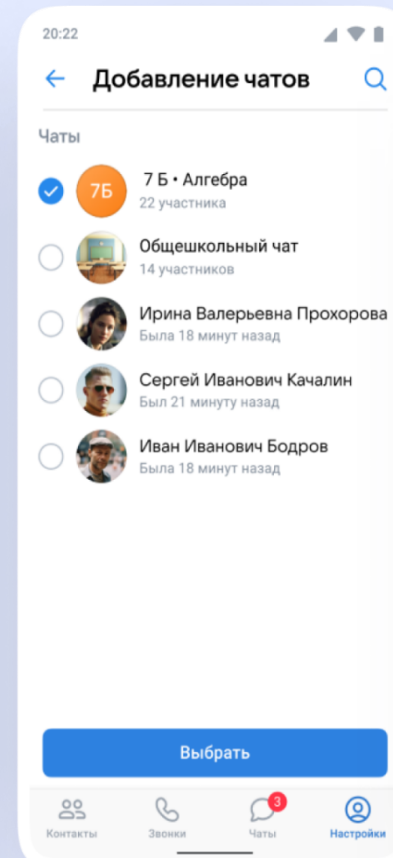 20:22
Добавление чатов
Чаты
7Б
7 Б • Алгебра
22 участника
Общешкольный чат
14 участников
Ирина Валерьевна Прохорова
Была 18 минут назад
Сергей Иванович Качалин
Был 21 минуту назад
Иван Иванович Бодров
Была 18 минут назад
Выбрать
3
Контакты
Звонки
Чаты
Настройки